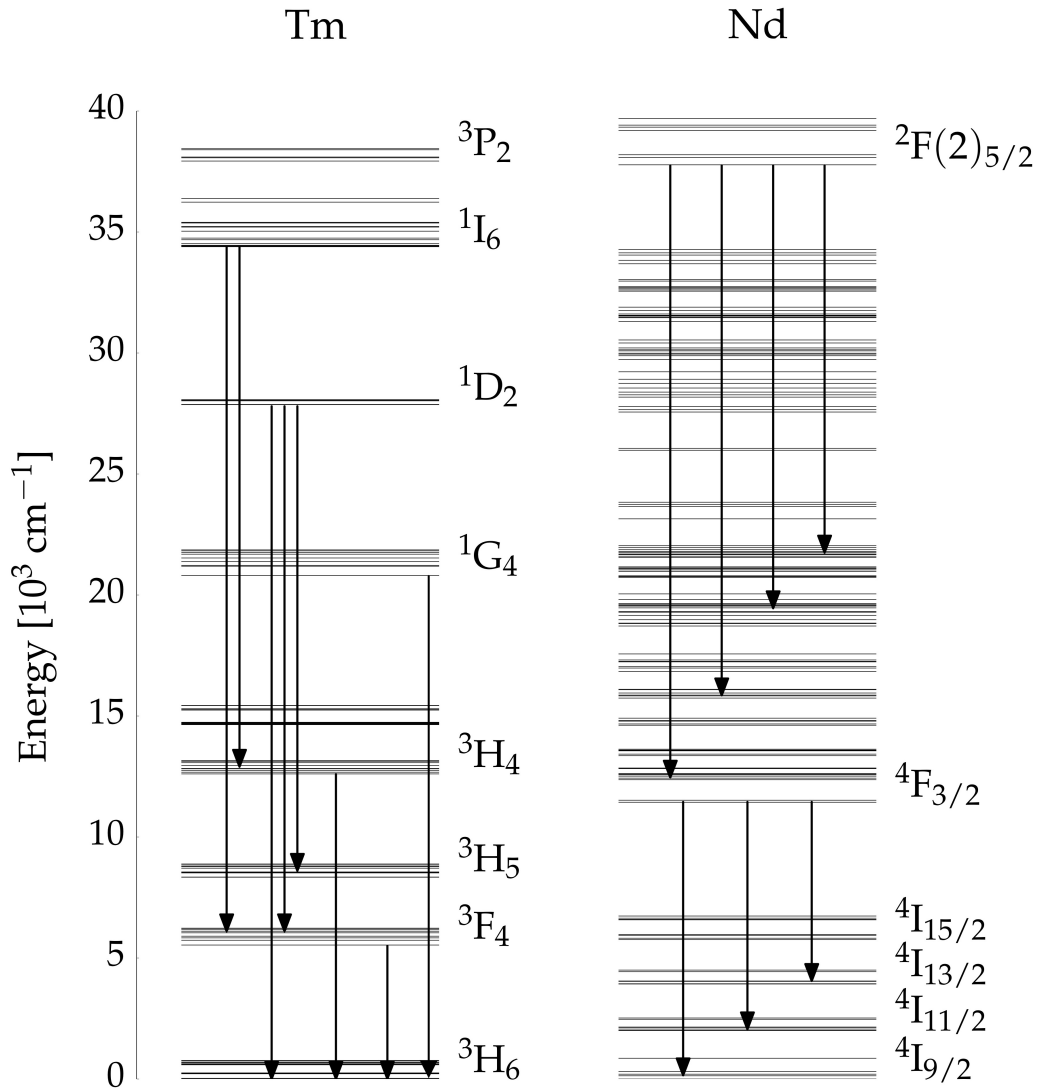 Tm
Nd
Energy [10³ cm⁻¹]
40
35
30
25
20
15
10
5
0
³P₂
¹I₆
¹D₂
¹G₄
³H₄
³H₅
³F₄
³H₆
²F(2)₅/₂
⁴F₃/₂
⁴I₁₅/₂
⁴I₁₃/₂
⁴I₁₁/₂
⁴I₉/₂